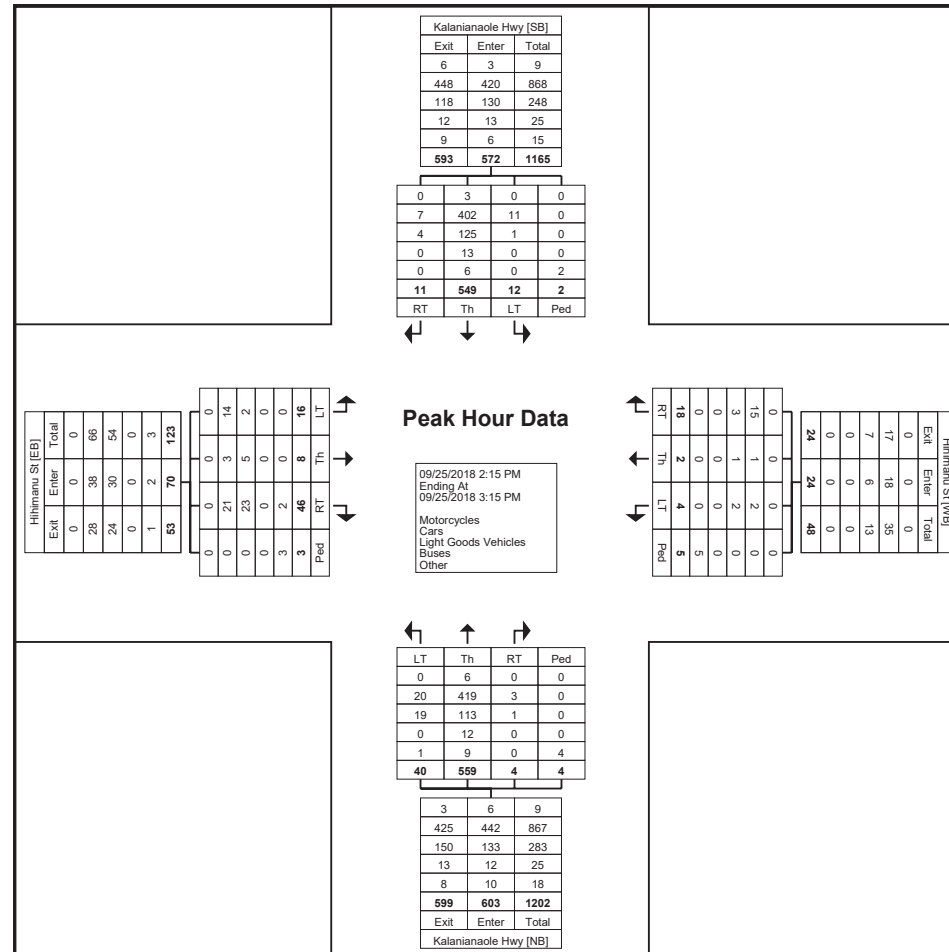 Kalanianaole Hwy [SB]
Exit Enter Total
6 3 9
448 420 868
118 130 248
12 13 25
9 6 15
593 572 1165
0 3 0 0
7 402 11 0
4 125 1 0
0 13 0 0
0 6 0 2
11 549 12 2
RT Th LT Ped
Hihimanu St [EB]
Total Enter Exit
0 0 0
66 38 28
54 30 24
0 0 0
3 2 1
123 70 53
0 0 0 0
14 3 21 0
2 5 23 0
0 0 0 0
0 0 2 3
16 8 46 3
LT Th RT Ped
Peak Hour Data
09/25/2018 2:15 PM
Ending At
09/25/2018 3:15 PM
Motorcycles
Cars
Light Goods Vehicles
Buses
Other
RT Th LT Ped
18 2 4 5
0 0 0 5
0 0 0 0
3 1 2 0
15 1 2 0
0 0 0 0
24 24 48
0 0 0
0 0 0
7 6 13
17 18 35
0 0 0
Exit Enter Total
Hihimanu St [WB]
LT Th RT Ped
0 6 0 0
20 419 3 0
19 113 1 0
0 12 0 0
1 9 0 4
40 559 4 4
3 6 9
425 442 867
150 133 283
13 12 25
8 10 18
599 603 1202
Exit Enter Total
Kalanianaole Hwy [NB]